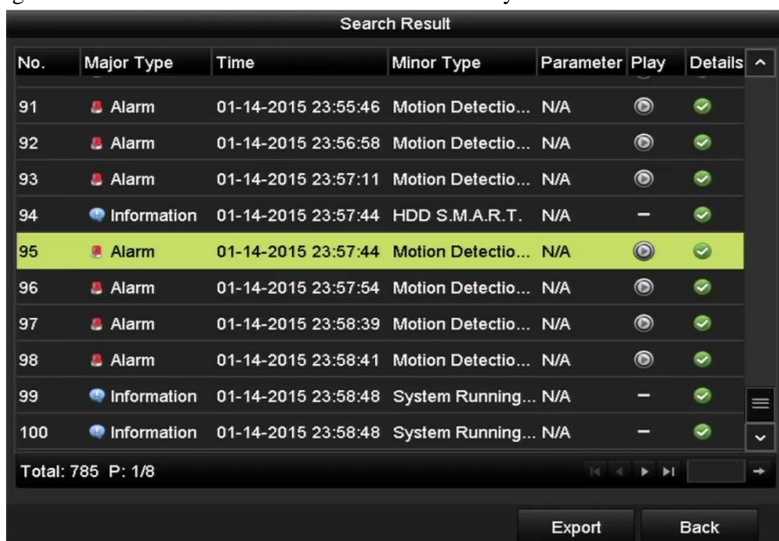 Search Result
No. Major Type Time Minor Type Parameter Play Details
91 Alarm 01-14-2015 23:55:46 Motion Detectio... N/A
92 Alarm 01-14-2015 23:56:58 Motion Detectio... N/A
93 Alarm 01-14-2015 23:57:11 Motion Detectio... N/A
94 Information 01-14-2015 23:57:44 HDD S.M.A.R.T. N/A –
95 Alarm 01-14-2015 23:57:44 Motion Detectio... N/A
96 Alarm 01-14-2015 23:57:54 Motion Detectio... N/A
97 Alarm 01-14-2015 23:58:39 Motion Detectio... N/A
98 Alarm 01-14-2015 23:58:41 Motion Detectio... N/A
99 Information 01-14-2015 23:58:48 System Running... N/A –
100 Information 01-14-2015 23:58:48 System Running... N/A –
Total: 785 P: 1/8
Export Back